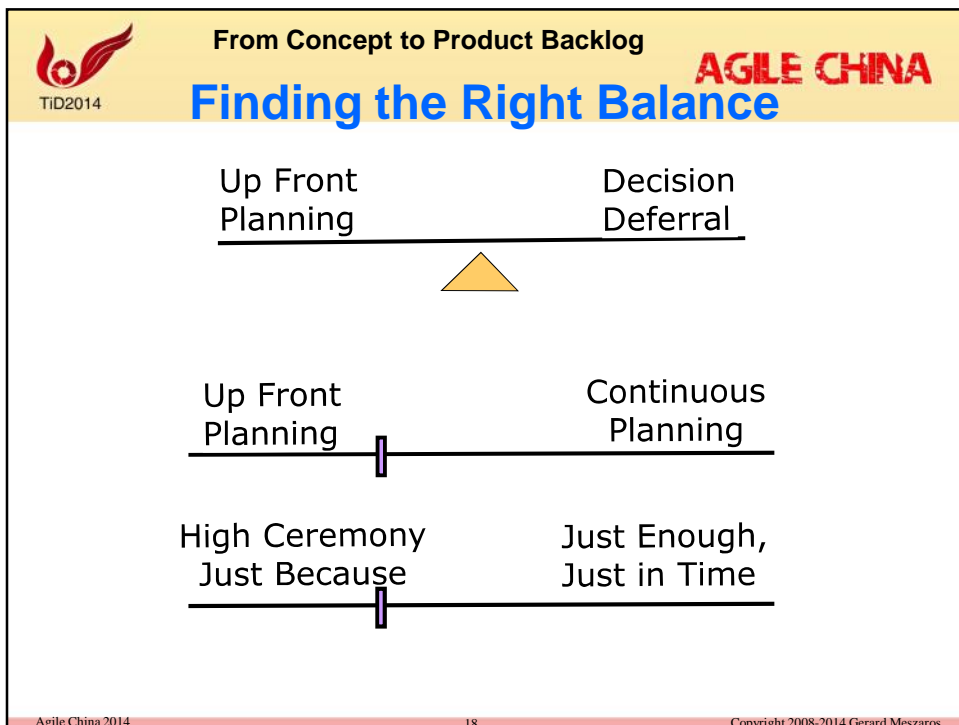 From Concept to Product Backlog
AGILE CHINA
TiD2014
Finding the Right Balance
Up Front
Planning
Decision
Deferral
Up Front
Planning
Continuous
Planning
High Ceremony
Just Because
Just Enough,
Just in Time
Agile China 2014
18
Copyright 2008-2014 Gerard Meszaros